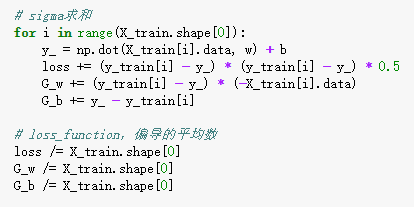 # sigma求和
for i in range(X_train.shape[0]):
    y_ = np.dot(X_train[i].data, w) + b
    loss += (y_train[i] - y_) * (y_train[i] - y_) * 0.5
    G_w += (y_train[i] - y_) * (-X_train[i].data)
    G_b += y_ - y_train[i]
# loss_function, 偏导的平均数
loss /= X_train.shape[0]
G_w /= X_train.shape[0]
G_b /= X_train.shape[0]